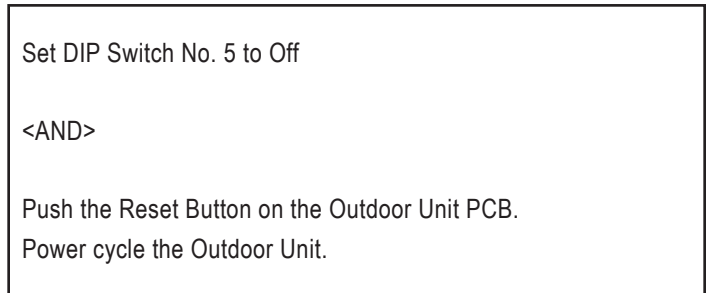 Set DIP Switch No. 5 to Off
<AND>
Push the Reset Button on the Outdoor Unit PCB.
Power cycle the Outdoor Unit.